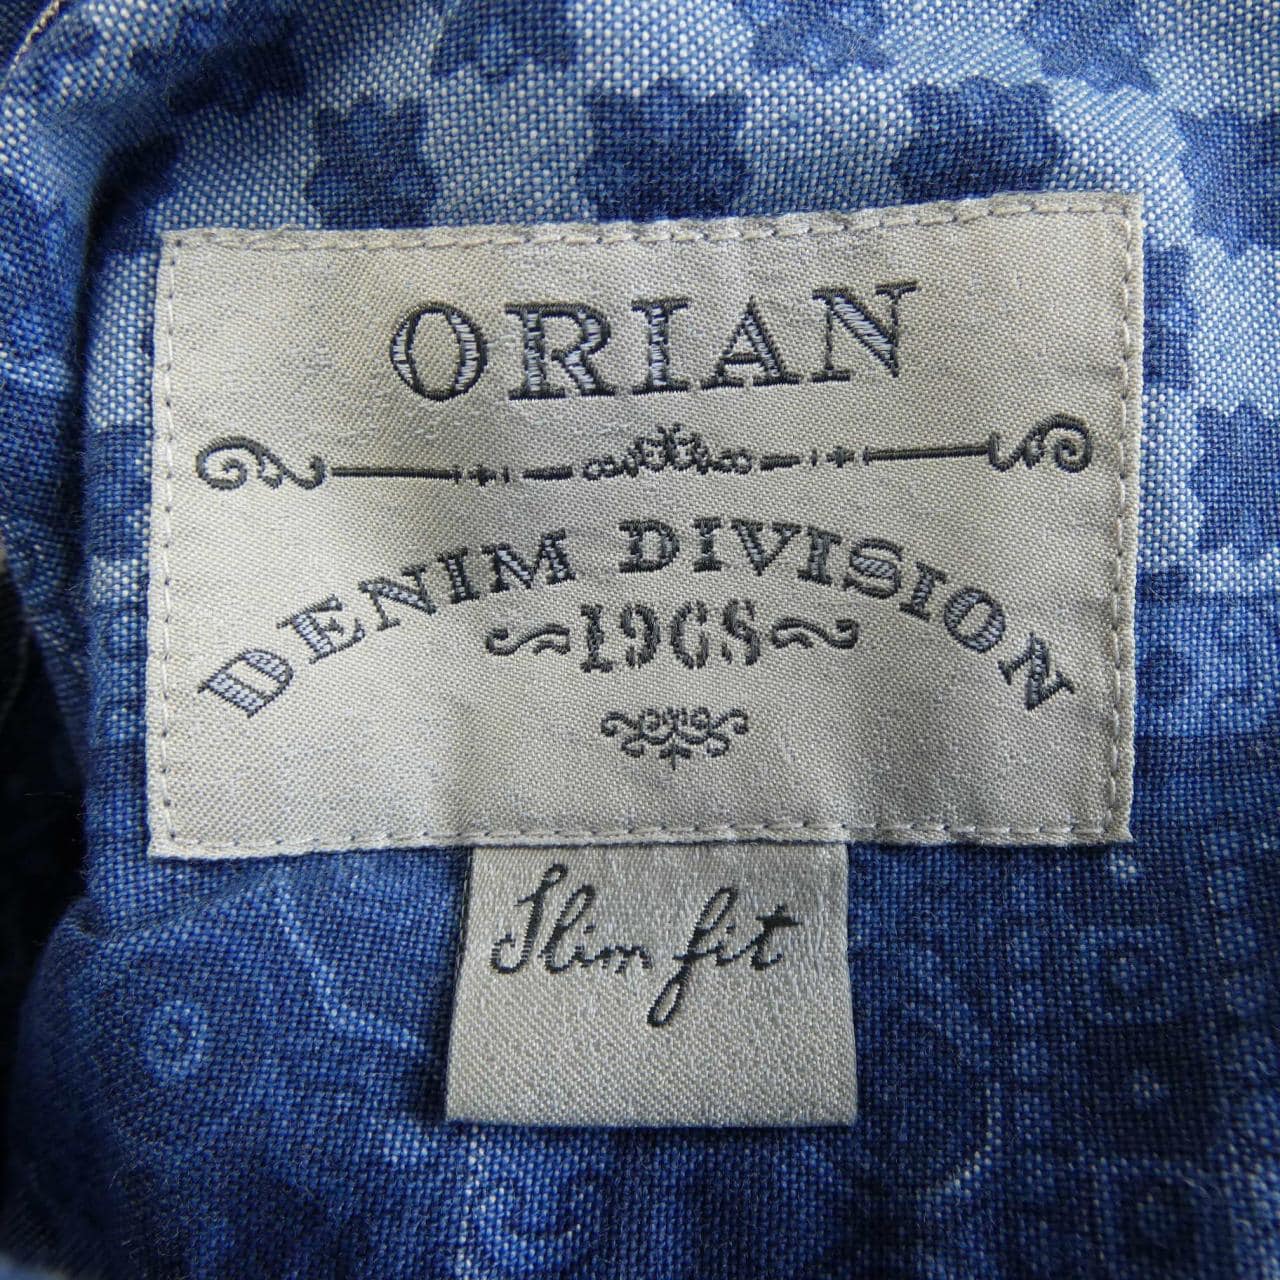 ORIAN
DENIM DIVISION
1968
Slim fit